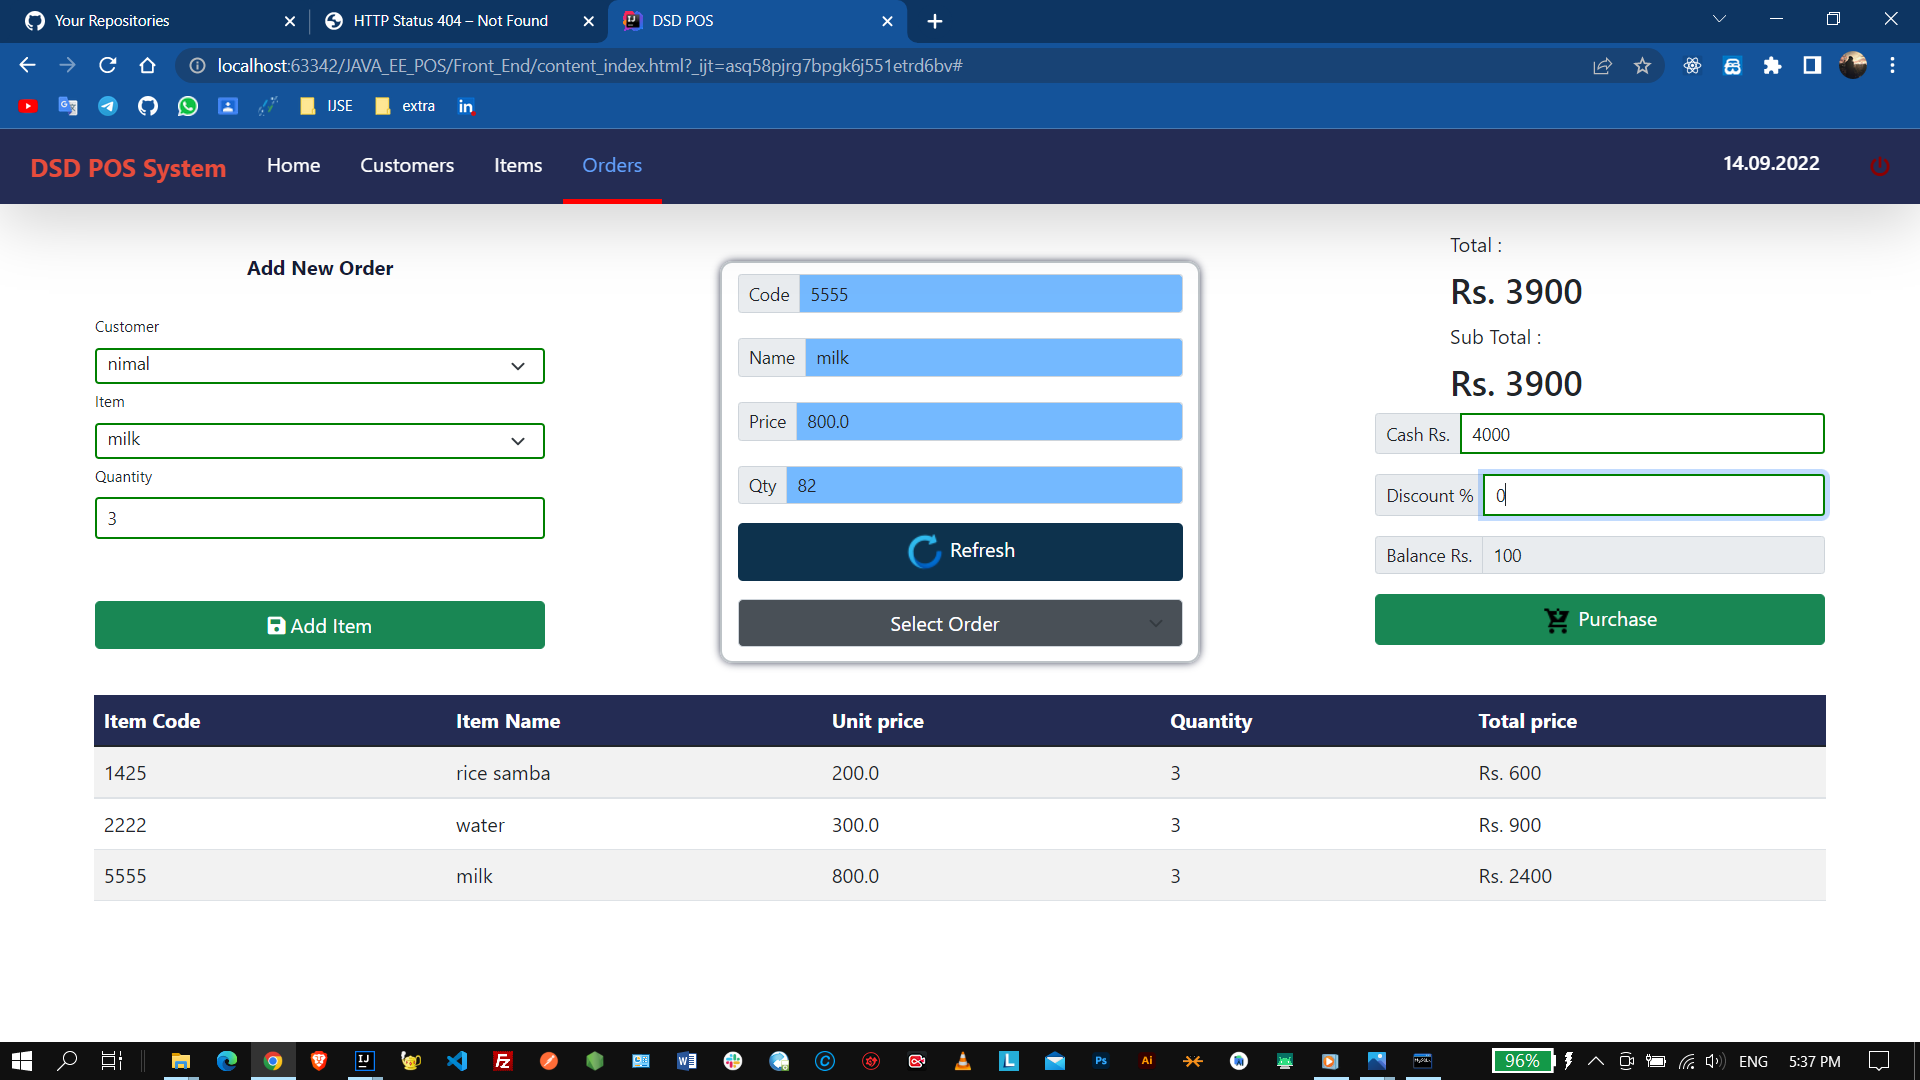 Your Repositories
HTTP Status 404 – Not Found
DSD POS
localhost:63342/JAVA_EE_POS/Front_End/content_index.html?_ijt=asq58pjrg7bpgk6j551etrd6bv#
IJSE
extra
DSD POS System
Home
Customers
Items
Orders
14.09.2022
Add New Order
Customer
nimal
Item
milk
Quantity
3
Add Item
Code 5555
Name milk
Price 800.0
Qty 82
Refresh
Select Order
Total :
Rs. 3900
Sub Total :
Rs. 3900
Cash Rs. 4000
Discount % 0
Balance Rs. 100
Purchase
Item Code Item Name Unit price Quantity Total price
1425 rice samba 200.0 3 Rs. 600
2222 water 300.0 3 Rs. 900
5555 milk 800.0 3 Rs. 2400
96%
ENG
5:37 PM